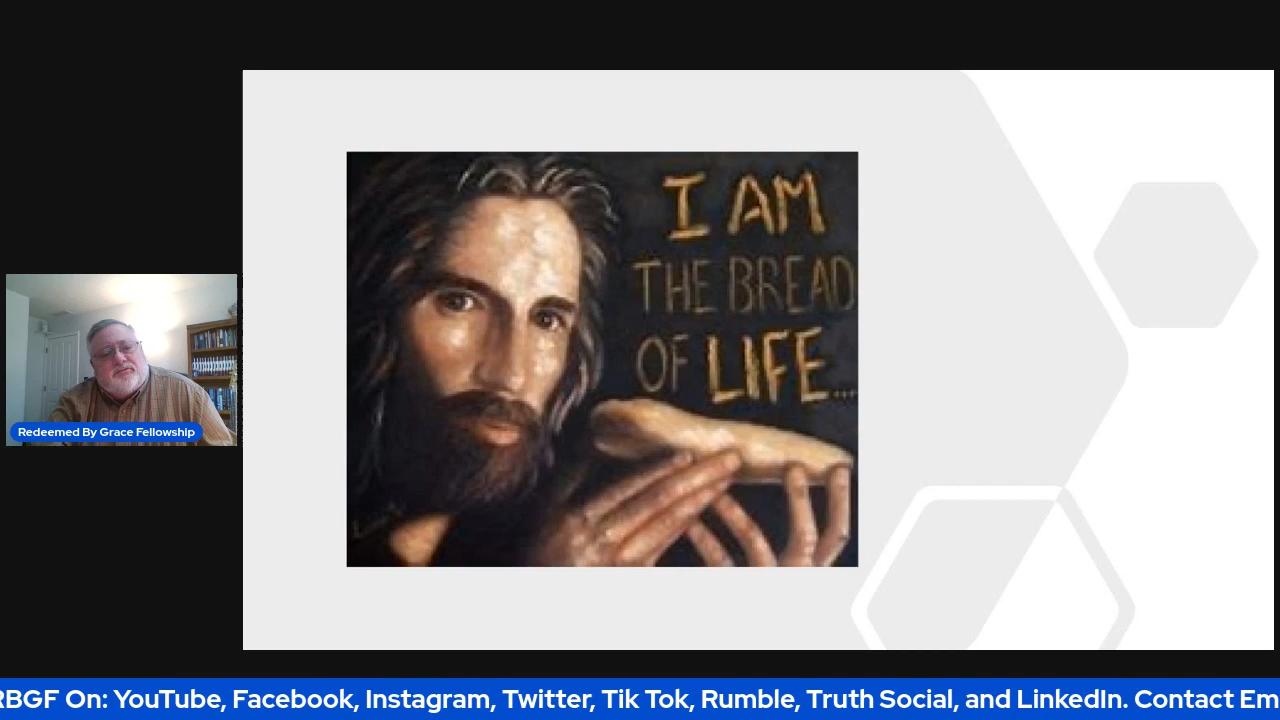 I AM
THE BREAD
OF LIFE...
Redeemed By Grace Fellowship
RBGF On: YouTube, Facebook, Instagram, Twitter, Tik Tok, Rumble, Truth Social, and LinkedIn. Contact Em